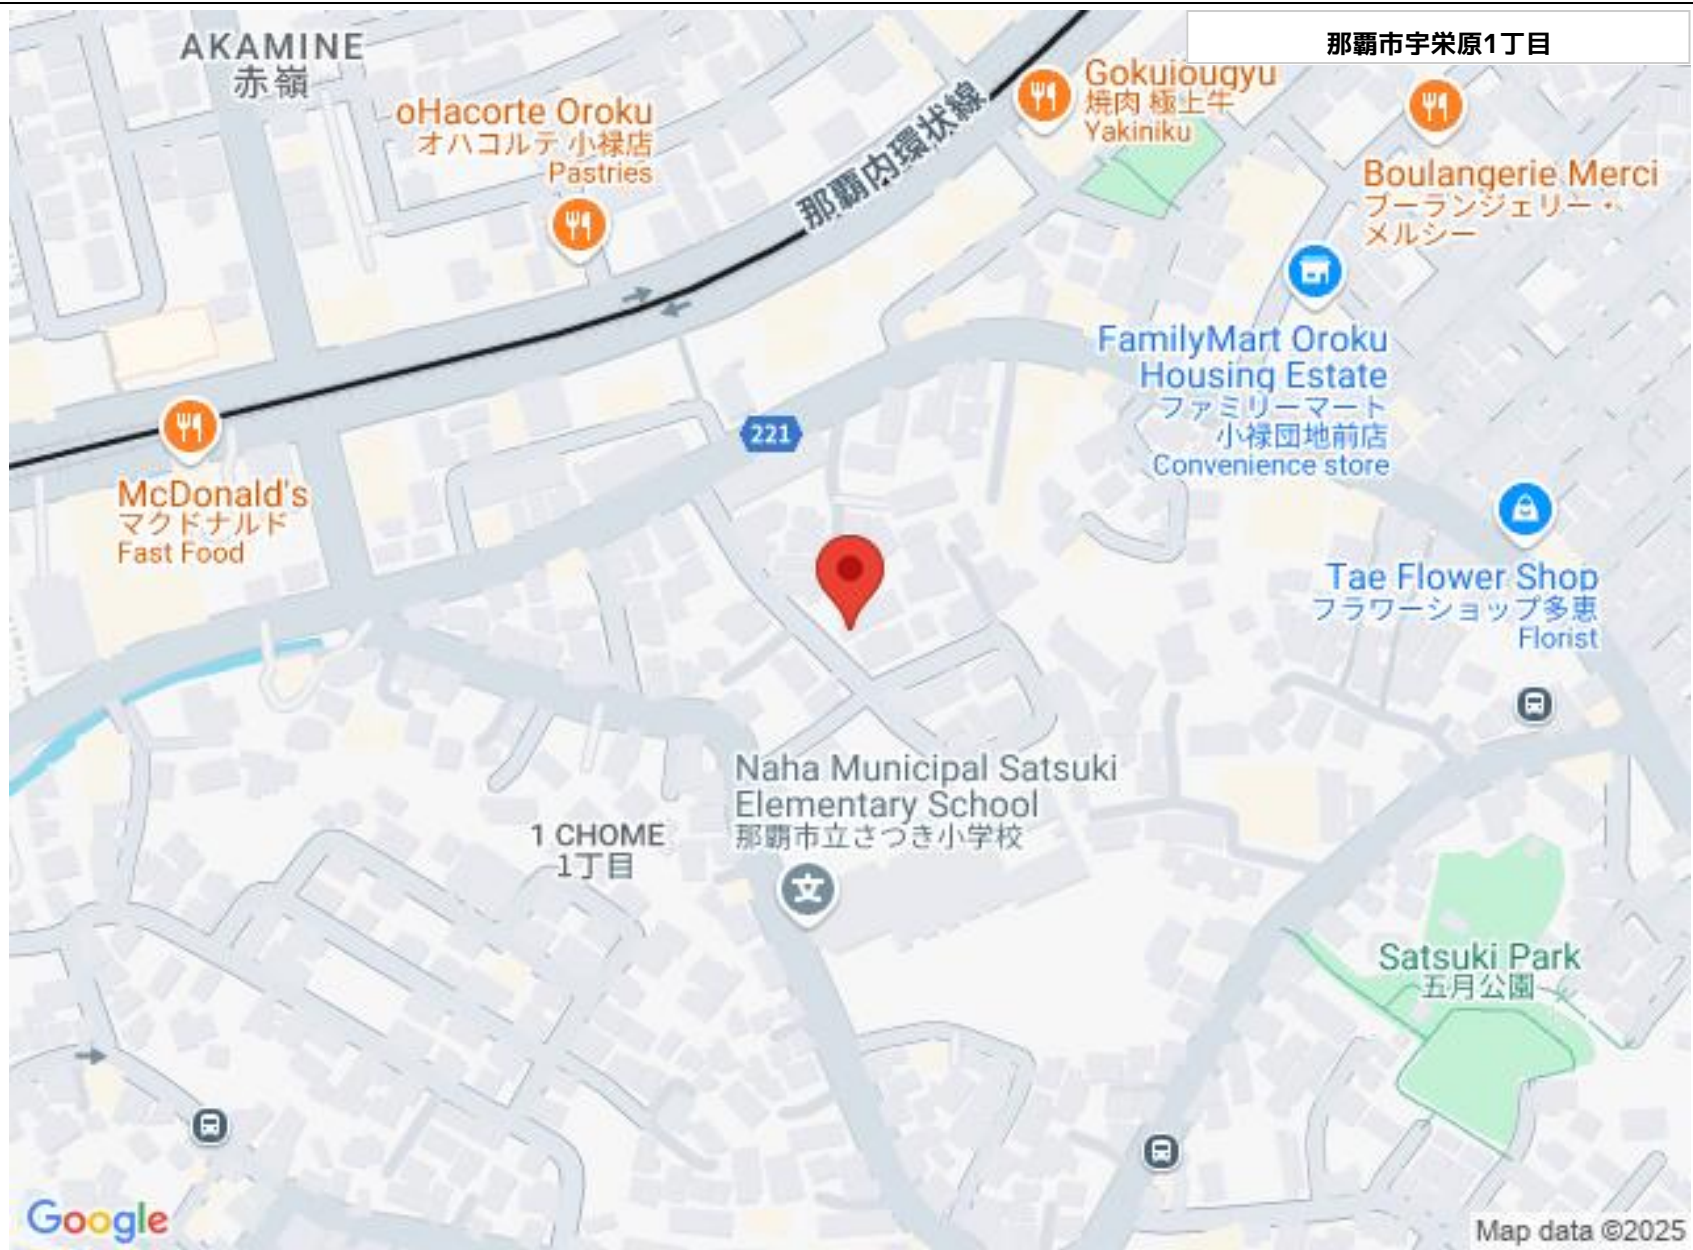 那覇市宇栄原1丁目
AKAMINE
赤嶺
oHacorte Oroku
オハコルテ 小禄店
Pastries
那覇内環状線
Gokujougyu
焼肉 極上牛
Yakiniku
Boulangerie Merci
ブーランジェリー・
メルシー
FamilyMart Oroku
Housing Estate
ファミリーマート
小禄団地前店
Convenience store
221
McDonald's
マクドナルド
Fast Food
Tae Flower Shop
フラワーショップ多恵
Florist
Naha Municipal Satsuki
Elementary School
那覇市立さつき小学校
文
1 CHOME
1丁目
Satsuki Park
五月公園
Google
Map data ©2025